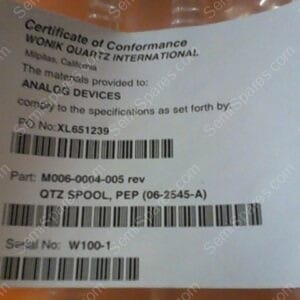 Certificate of Conformance
WONIK QUARTZ INTERNATIONAL
Milpitas, California
The materials provided to:
ANALOG DEVICES
comply to the specifications as set forth by:
PO No: XL651239
Part: M006-0004-005 rev
QTZ SPOOL, PEP (06-2545-A)
Serial No: W100-1
SemiSpares.com